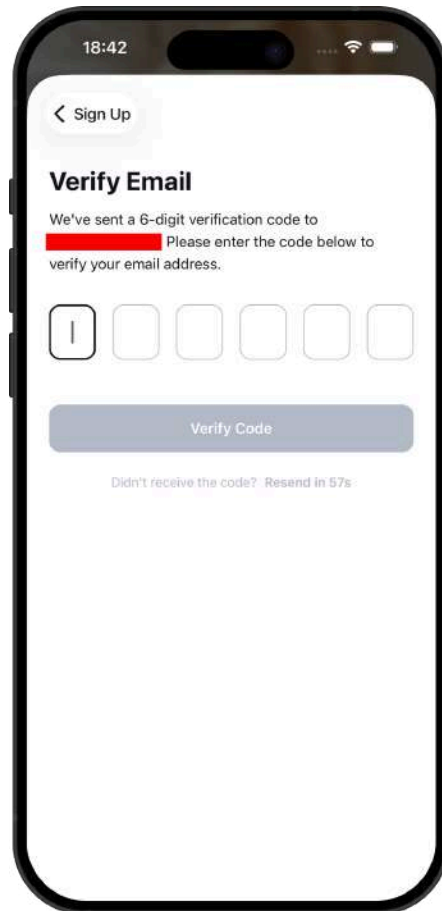 18:42
Sign Up
Verify Email
We've sent a 6-digit verification code to
Please enter the code below to
verify your email address.
Verify Code
Didn't receive the code? Resend in 57s